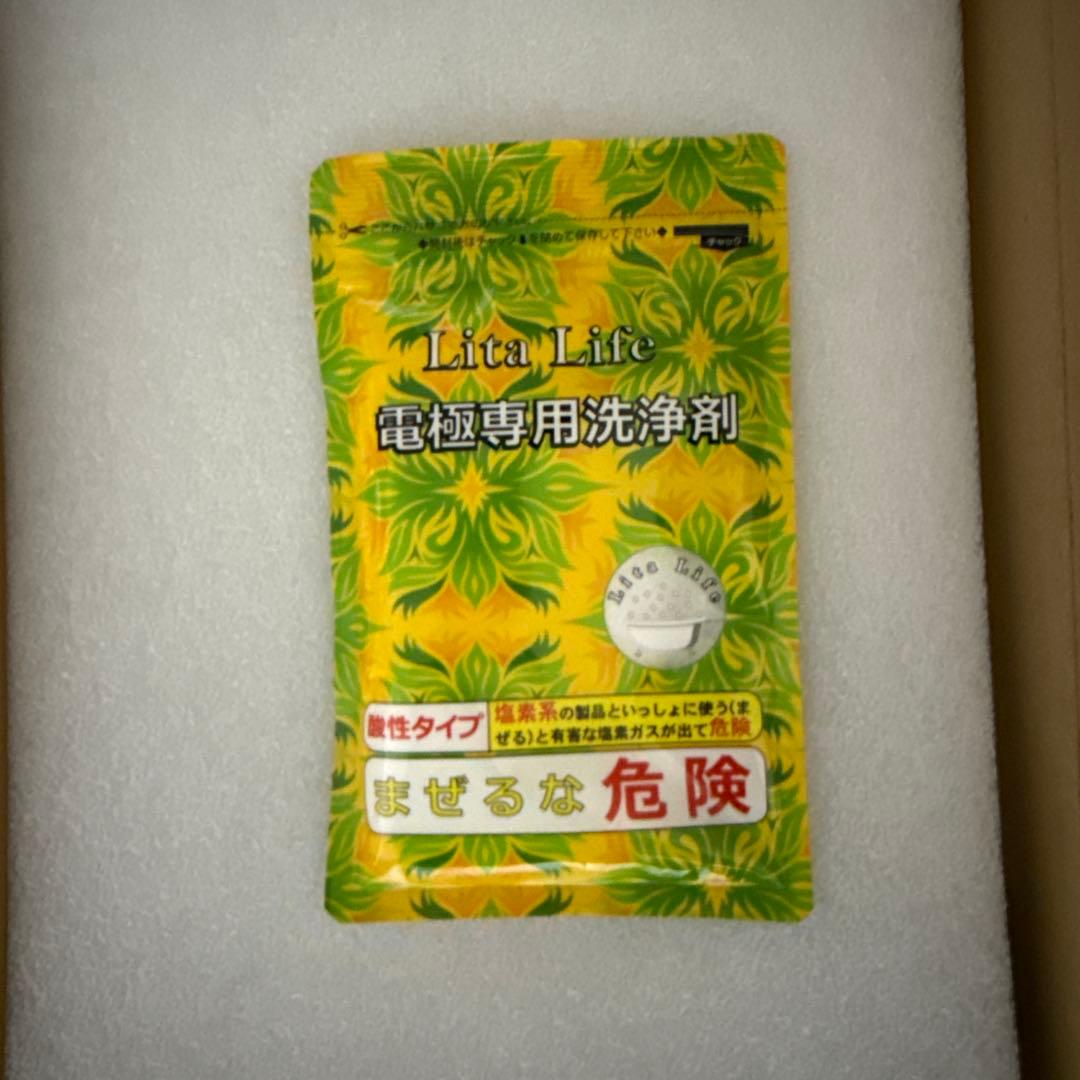 ◆開封後はチャックを閉めて保存して下さい◆
チャック
Lita Life
電極専用洗浄剤
Lita Life
酸性タイプ
塩素系の製品といっしょに使う(ま
ぜる)と有害な塩素ガスが出て危険
まぜるな危険